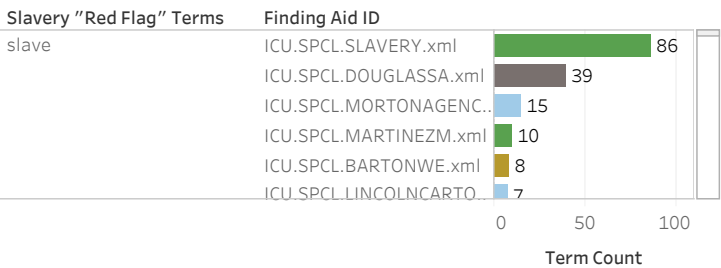 Slavery "Red Flag" Terms Finding Aid ID
slave ICU.SPCL.SLAVERY.xml 86
ICU.SPCL.DOUGLASSA.xml 39
ICU.SPCL.MORTONAGENC.. 15
ICU.SPCL.MARTINEZM.xml 10
ICU.SPCL.BARTONWE.xml 8
ICU.SPCL.LINCOLNCARTO.. 7
0 50 100
Term Count